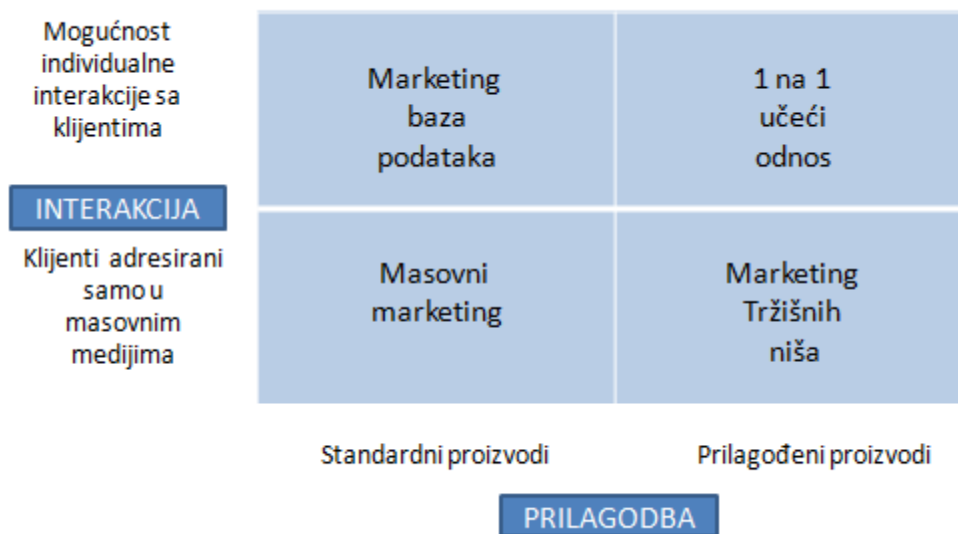 Mogućnost
individualne
interakcije sa
klijentima
Marketing
baza
podataka
1 na 1
učeći
odnos
INTERAKCIJA
Klijenti adresirani
samo u
masovnim
medijima
Masovni
marketing
Marketing
Tržišnih
niša
Standardni proizvodi
Prilagođeni proizvodi
PRILAGODBA